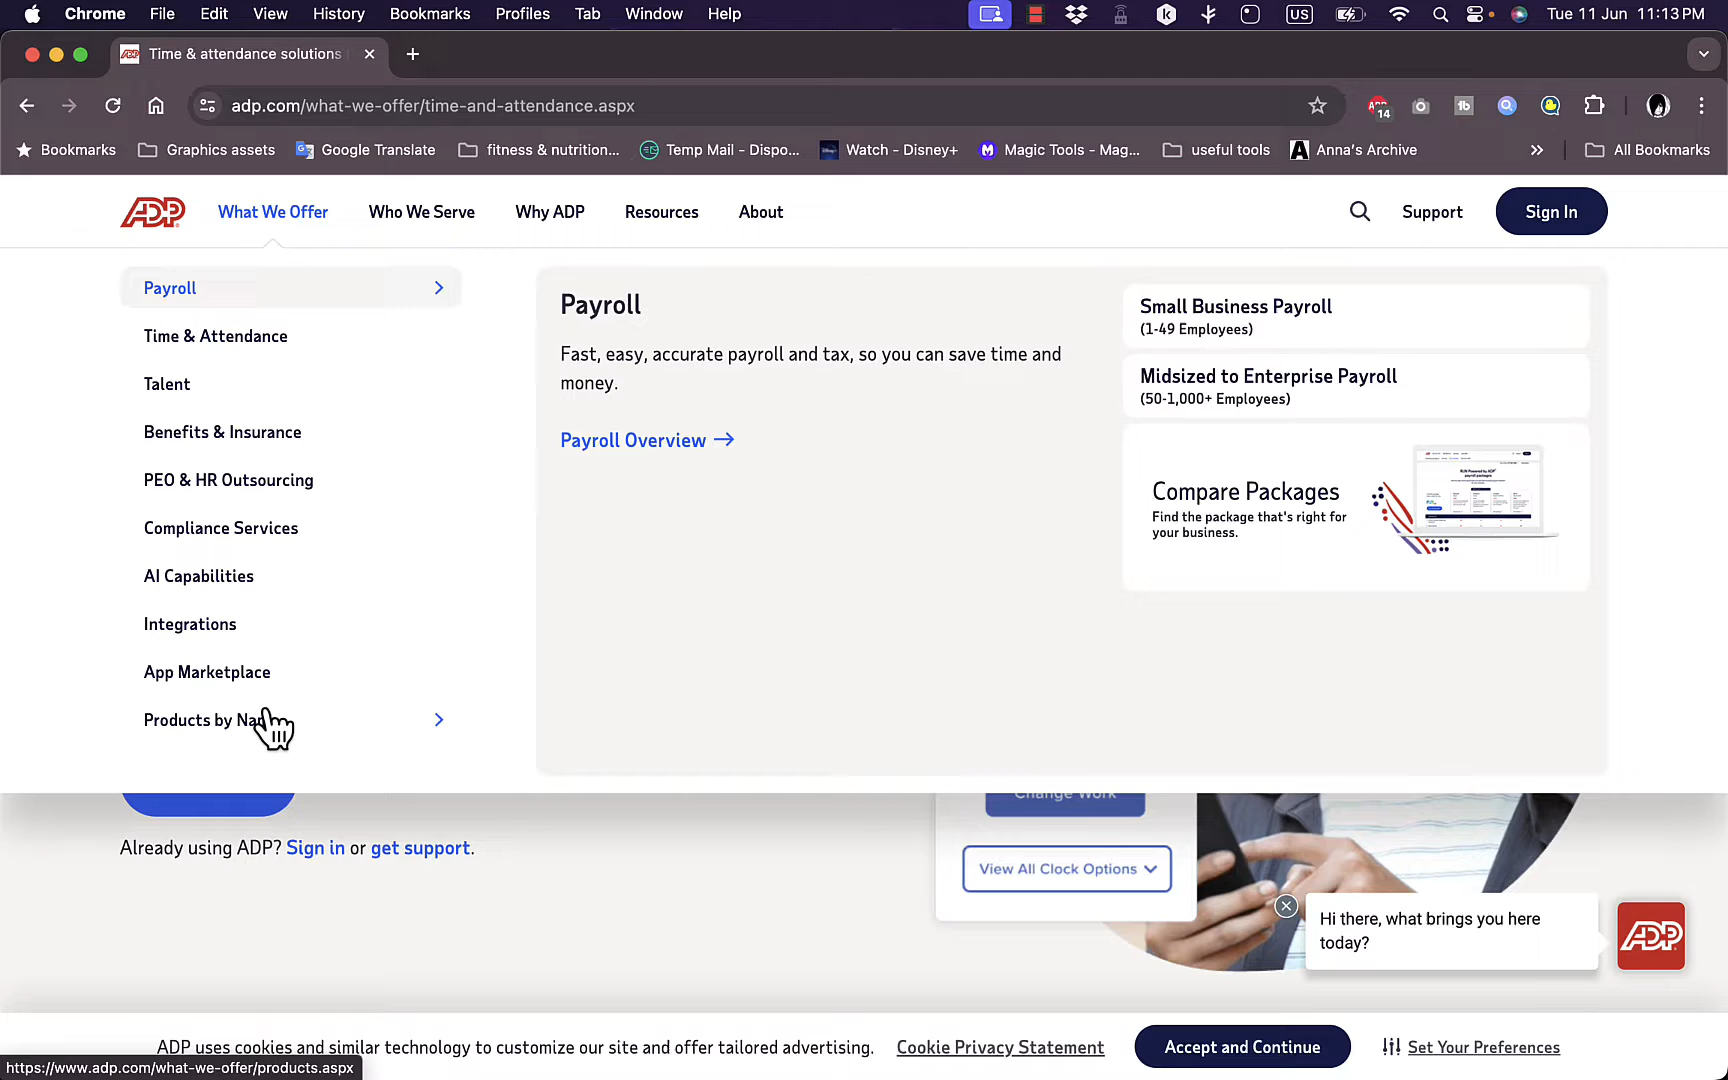 Chrome File Edit View History Bookmarks Profiles Tab Window Help US Tue 11 Jun 11:13 PM
ADP Time & attendance solutions
adp.com/what-we-offer/time-and-attendance.aspx 14 tb
Bookmarks Graphics assets Google Translate fitness & nutrition... Temp Mail - Dispo... Watch - Disney+ Magic Tools - Mag... useful tools Anna's Archive All Bookmarks
ADP What We Offer Who We Serve Why ADP Resources About Support Sign In
Payroll
Time & Attendance
Talent
Benefits & Insurance
PEO & HR Outsourcing
Compliance Services
AI Capabilities
Integrations
App Marketplace
Products by
Payroll
Fast, easy, accurate payroll and tax, so you can save time and
money.
Payroll Overview
Small Business Payroll
(1-49 Employees)
Midsized to Enterprise Payroll
(50-1,000+ Employees)
Compare Packages
Find the package that's right for
your business.
Change Work
View All Clock Options
Already using ADP? Sign in or get support.
Hi there, what brings you here
today?
ADP
ADP uses cookies and similar technology to customize our site and offer tailored advertising. Cookie Privacy Statement Accept and Continue Set Your Preferences
https://www.adp.com/what-we-offer/products.aspx